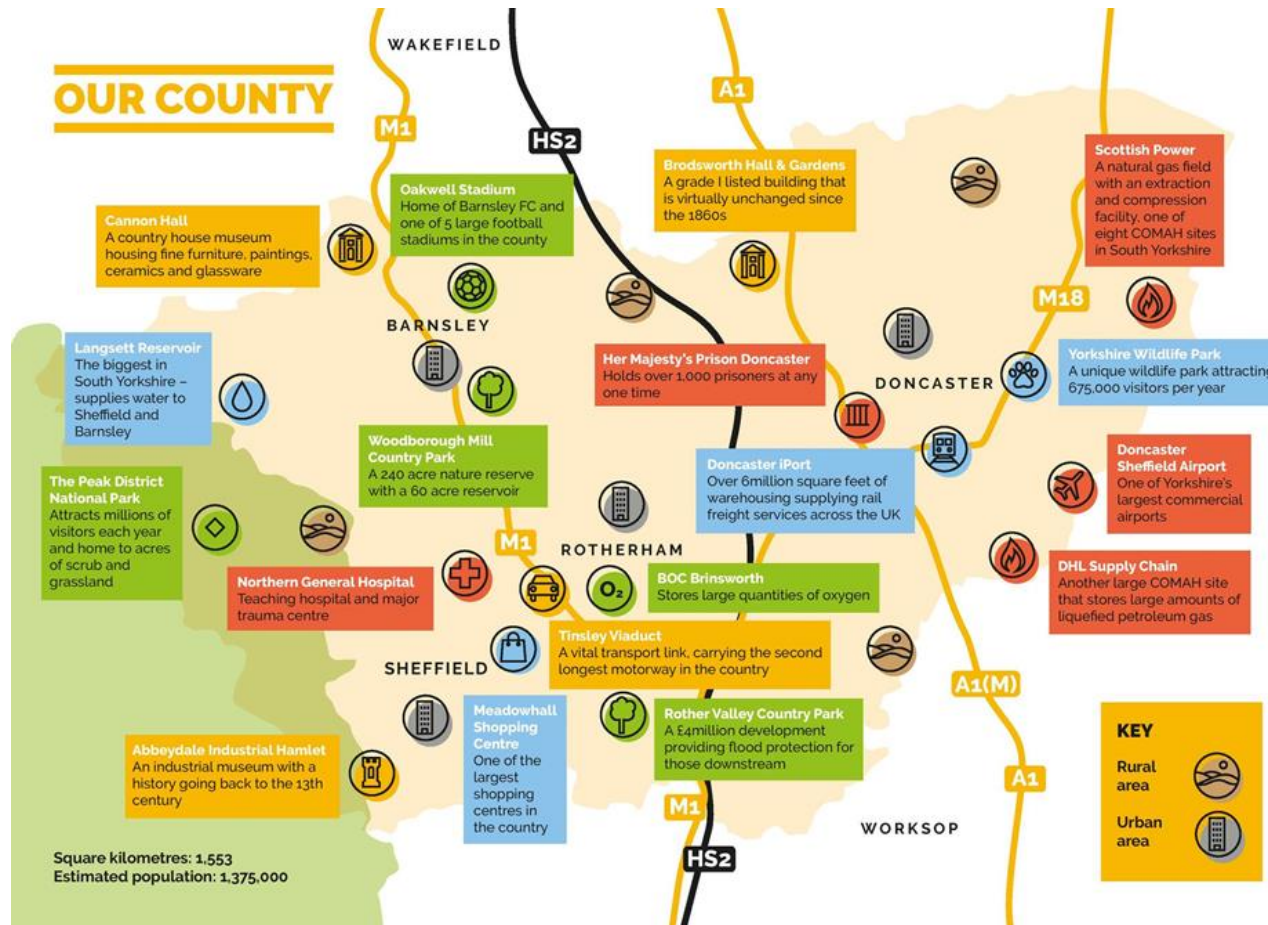 OUR COUNTY
WAKEFIELD
M1
HS2
A1
Cannon Hall
A country house museum
housing fine furniture, paintings,
ceramics and glassware
Oakwell Stadium
Home of Barnsley FC and
one of 5 large football
stadiums in the county
Brodsworth Hall & Gardens
A grade I listed building that
is virtually unchanged since
the 1860s
Scottish Power
A natural gas field
with an extraction
and compression
facility, one of
eight COMAH sites
in South Yorkshire
M18
BARNSLEY
Langsett Reservoir
The biggest in
South Yorkshire –
supplies water to
Sheffield and
Barnsley
Her Majesty's Prison Doncaster
Holds over 1,000 prisoners at any
one time
DONCASTER
Yorkshire Wildlife Park
A unique wildlife park attracting
675,000 visitors per year
Woodborough Mill
Country Park
A 240 acre nature reserve
with a 60 acre reservoir
The Peak District
National Park
Attracts millions of
visitors each year
and home to acres
of scrub and
grassland
Doncaster iPort
Over 6million square feet of
warehousing supplying rail
freight services across the UK
Doncaster
Sheffield Airport
One of Yorkshire's
largest commercial
airports
M1
ROTHERHAM
Northern General Hospital
Teaching hospital and major
trauma centre
O₂
BOC Brinsworth
Stores large quantities of oxygen
DHL Supply Chain
Another large COMAH site
that stores large amounts of
liquefied petroleum gas
Tinsley Viaduct
A vital transport link, carrying the second
longest motorway in the country
SHEFFIELD
A1(M)
Meadowhall
Shopping
Centre
One of the
largest
shopping
centres in
the country
Rother Valley Country Park
A £4million development
providing flood protection for
those downstream
Abbeydale Industrial Hamlet
An industrial museum with a
history going back to the 13th
century
M1
A1
WORKSOP
HS2
KEY
Rural
area
Urban
area
Square kilometres: 1,553
Estimated population: 1,375,000